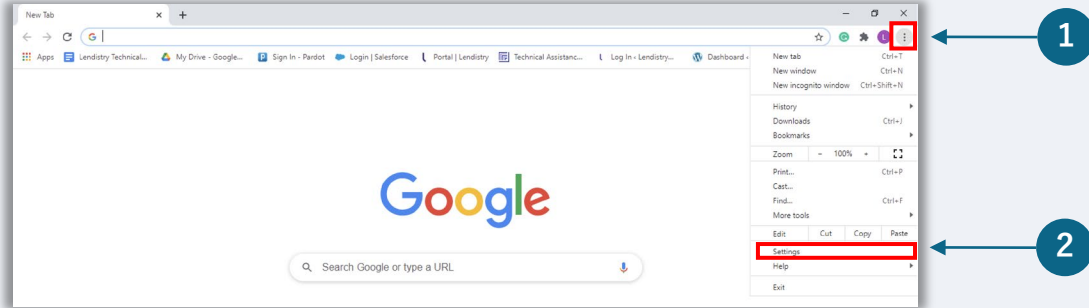 New Tab
1
G
L
Apps Lendistry Technical... My Drive - Google... Sign In - Pardot Login | Salesforce Portal | Lendistry Technical Assistanc... Log In ‹ Lendistry... Dashboard ‹
New tab Ctrl+T
New window Ctrl+N
New incognito window Ctrl+Shift+N
History
Downloads Ctrl+J
Bookmarks
Zoom - 100% +
Print... Ctrl+P
Cast...
Find... Ctrl+F
More tools
Edit Cut Copy Paste
Settings
2
Help
Exit
Google
Search Google or type a URL